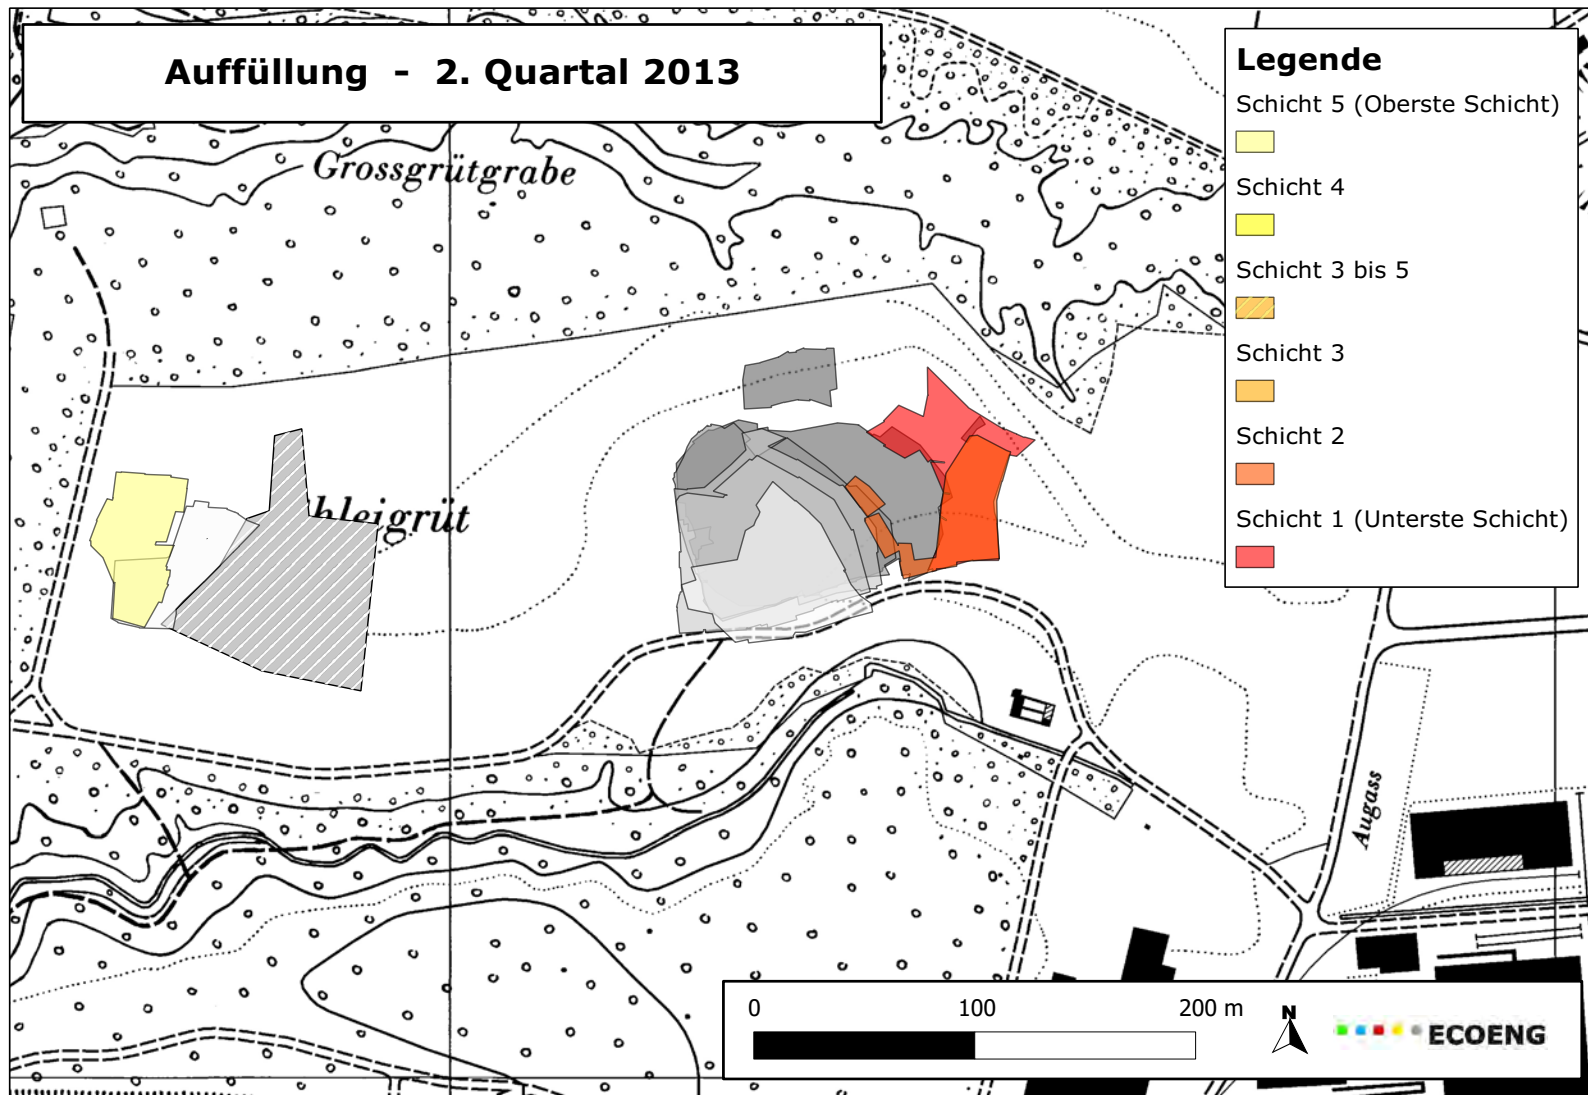 Auffüllung - 2. Quartal 2013
Legende
Schicht 5 (Oberste Schicht)
Schicht 4
Schicht 3 bis 5
Schicht 3
Schicht 2
Schicht 1 (Unterste Schicht)
Grossgrütgrabe
hleigrüt
Augass
0 100 200 m
N
ECOENG